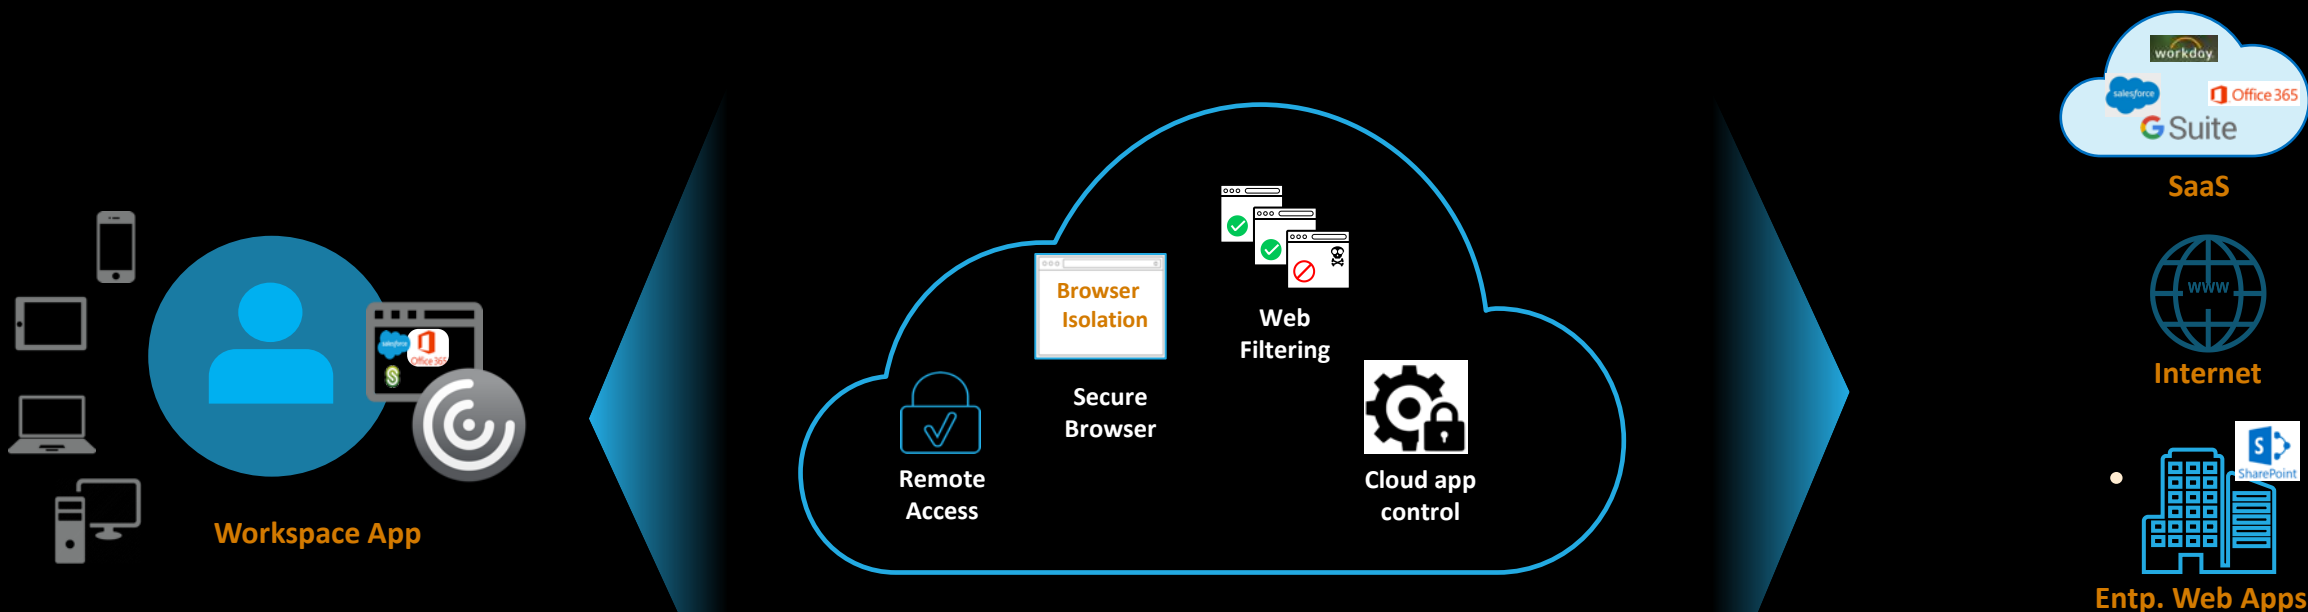 workday.
salesforce
Office 365
G Suite
SaaS
www
Internet
SharePoint
Entp. Web Apps
Browser
Isolation
Secure
Browser
Web
Filtering
Remote
Access
Cloud app
control
salesforce
Office 365
S
Workspace App